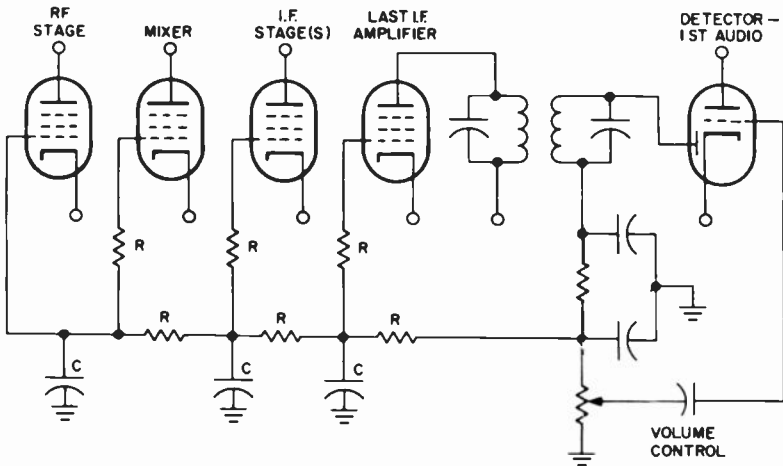 RF
STAGE
MIXER
I.F.
STAGE(S)
LAST I.F.
AMPLIFIER
DETECTOR –
1ST AUDIO
R
R
R
R
R
R
C
C
C
VOLUME
CONTROL